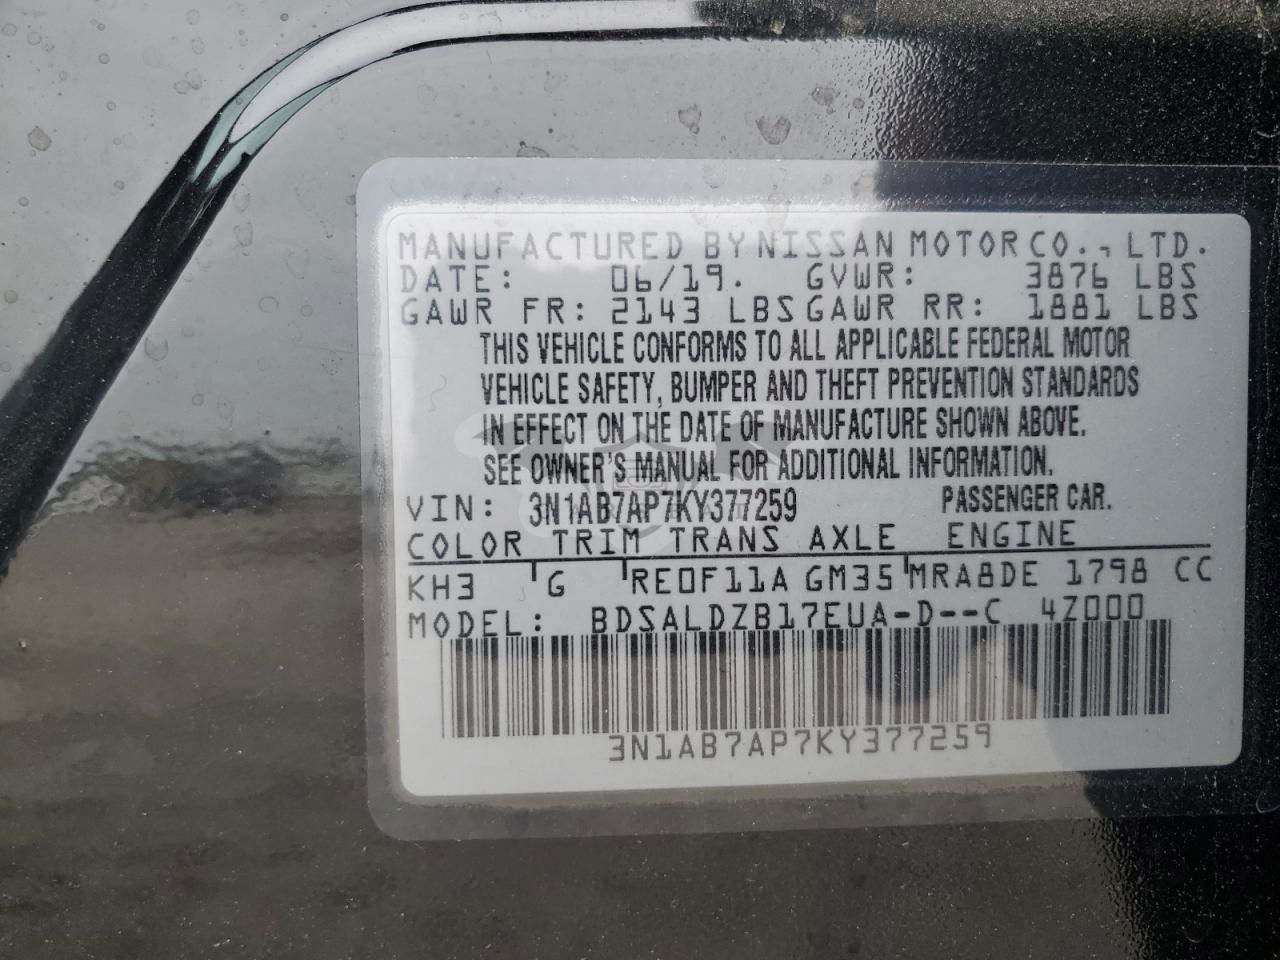 MANUFACTURED BY NISSAN MOTOR CO., LTD.
DATE: 06/19. GVWR: 3876 LBS
GAWR FR: 2143 LBS GAWR RR: 1881 LBS
THIS VEHICLE CONFORMS TO ALL APPLICABLE FEDERAL MOTOR
VEHICLE SAFETY, BUMPER AND THEFT PREVENTION STANDARDS
IN EFFECT ON THE DATE OF MANUFACTURE SHOWN ABOVE.
SEE OWNER'S MANUAL FOR ADDITIONAL INFORMATION.
VIN: 3N1AB7AP7KY377259 PASSENGER CAR.
COLOR TRIM TRANS AXLE ENGINE
KH3 G RE0F11A GM35 MRA8DE 1798 CC
MODEL: BDSALDZB17EUA-D--C 4Z000
3N1AB7AP7KY377259